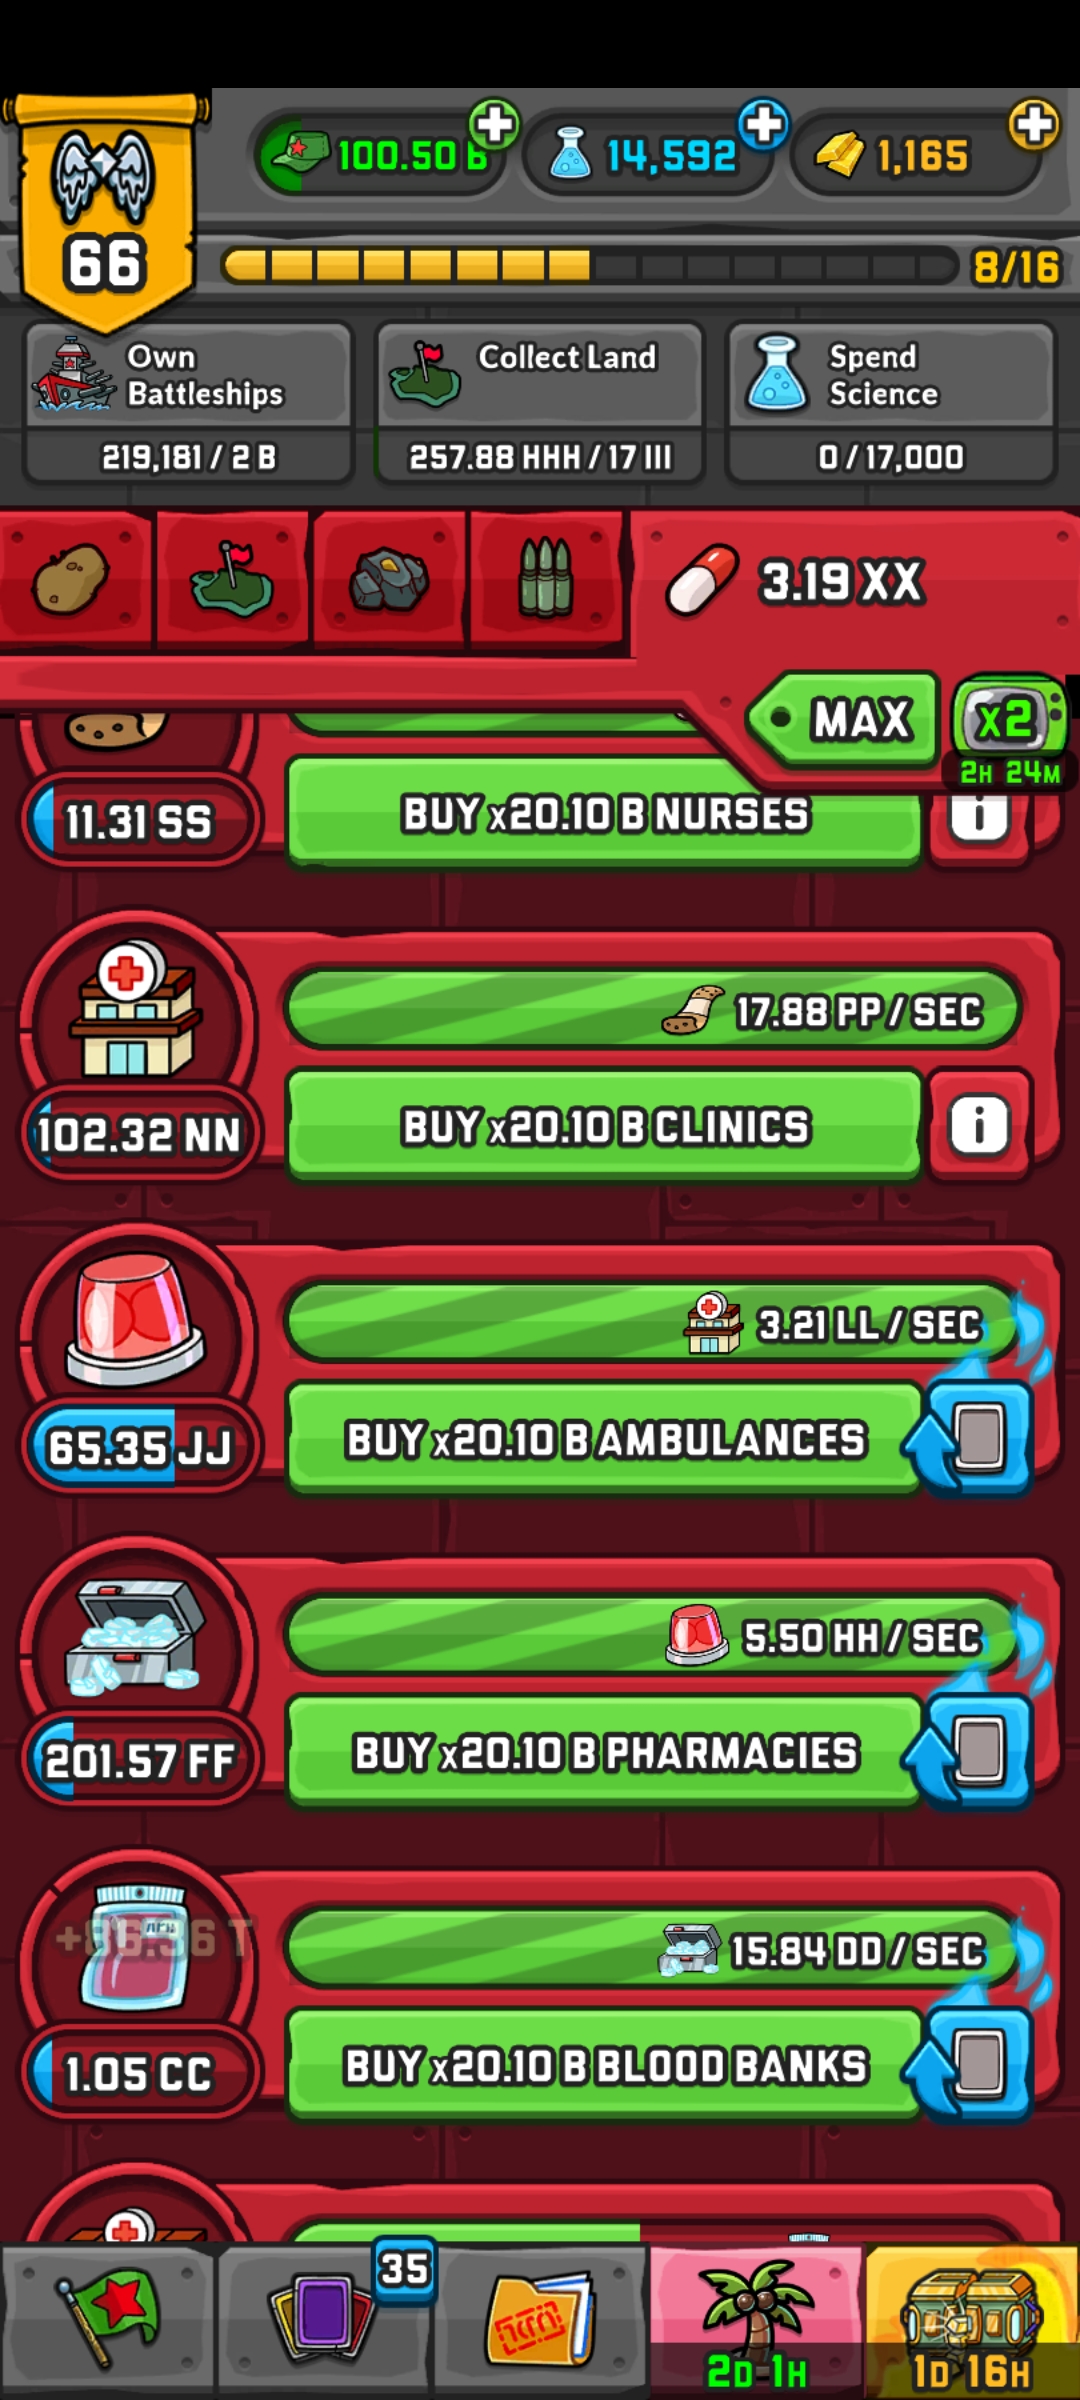 100.50 B
14,592
1,165
66
8/16
Own
Battleships
219,181 / 2 B
Collect Land
257.88 HHH / 17 III
Spend
Science
0 / 17,000
3.19 XX
MAX
x2
2H 24M
11.31 SS
BUY x20.10 B NURSES
i
17.88 PP / SEC
102.32 NN
BUY x20.10 B CLINICS
i
3.21 LL / SEC
65.35 JJ
BUY x20.10 B AMBULANCES
5.50 HH / SEC
201.57 FF
BUY x20.10 B PHARMACIES
15.84 DD / SEC
1.05 CC
BUY x20.10 B BLOOD BANKS
35
2D 1H
1D 16H